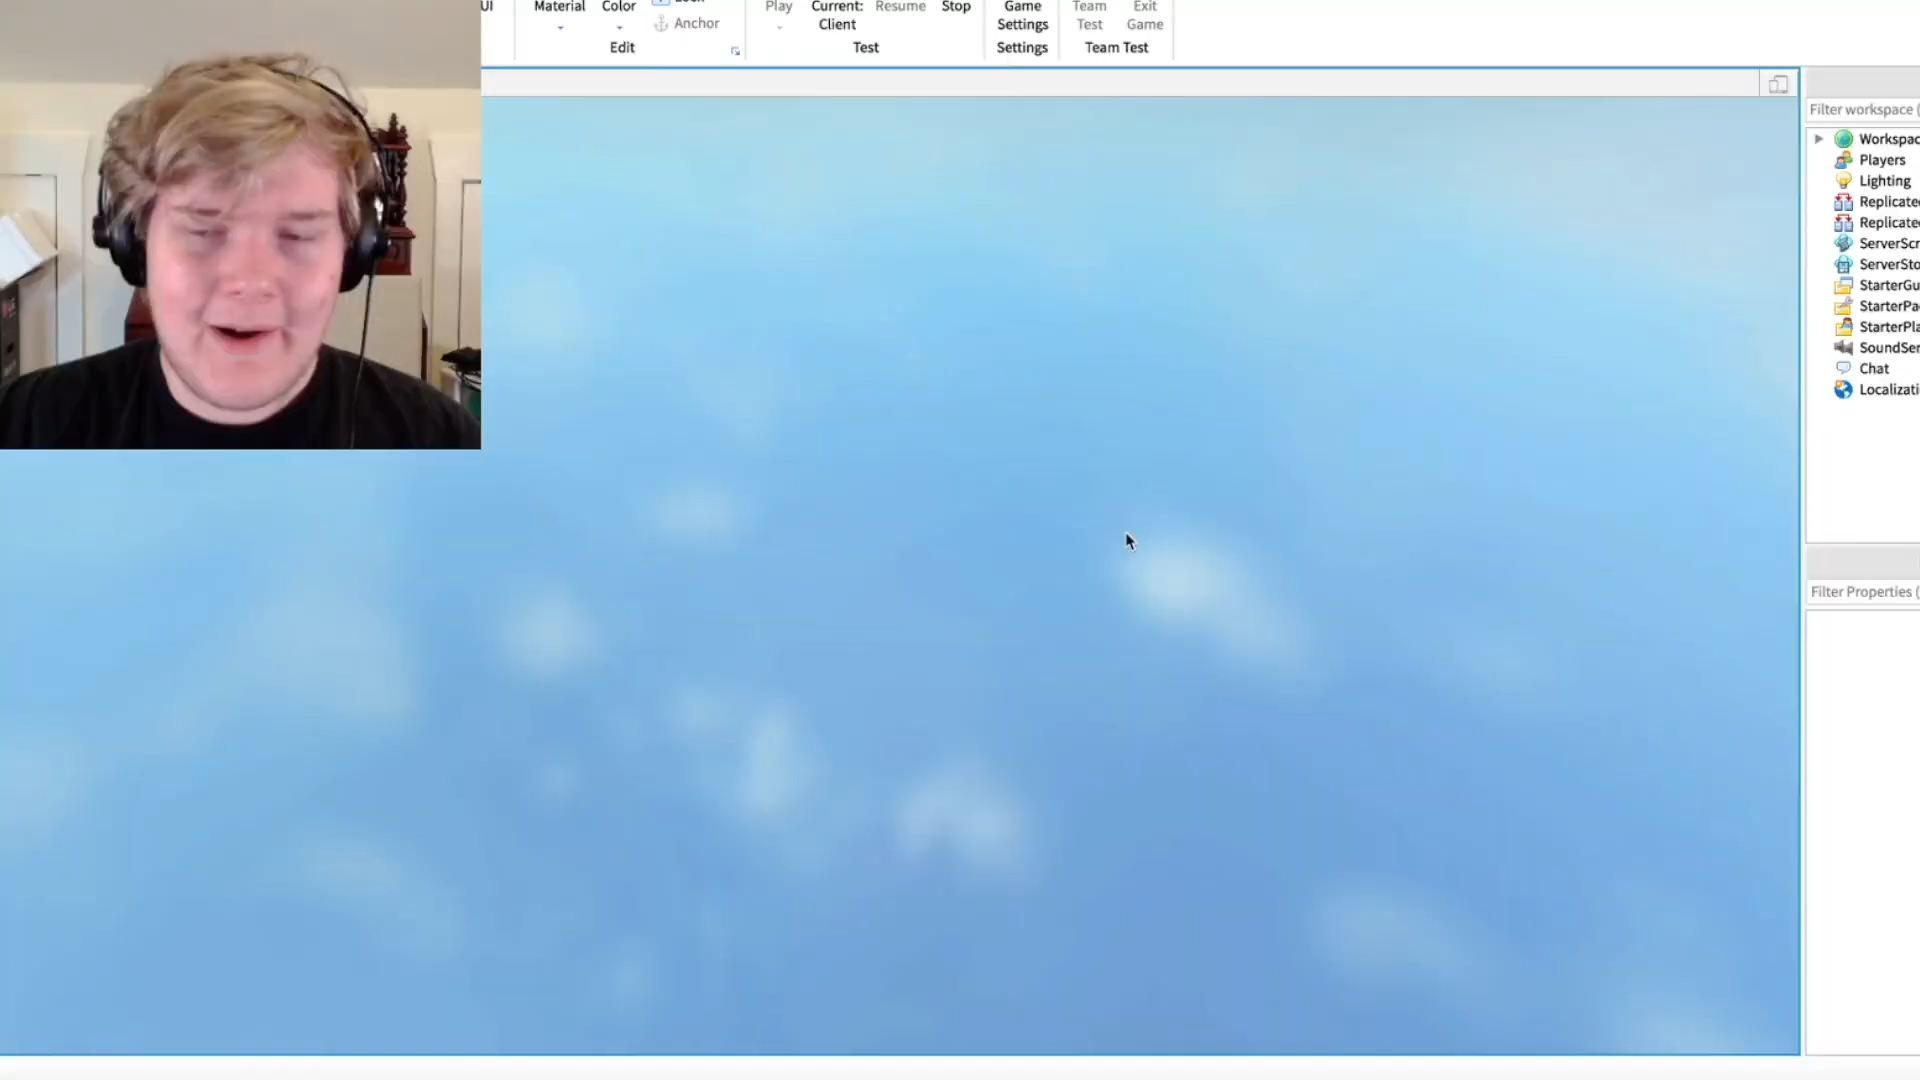 UI
Material
Color
Anchor
Edit
Play
Current:
Client
Resume
Stop
Test
Game
Settings
Settings
Team
Test
Exit
Game
Team Test
Filter workspace (
Workspac
Players
Lighting
Replicate
Replicate
ServerScr
ServerSto
StarterGu
StarterPa
StarterPla
SoundSer
Chat
Localizati
Filter Properties (